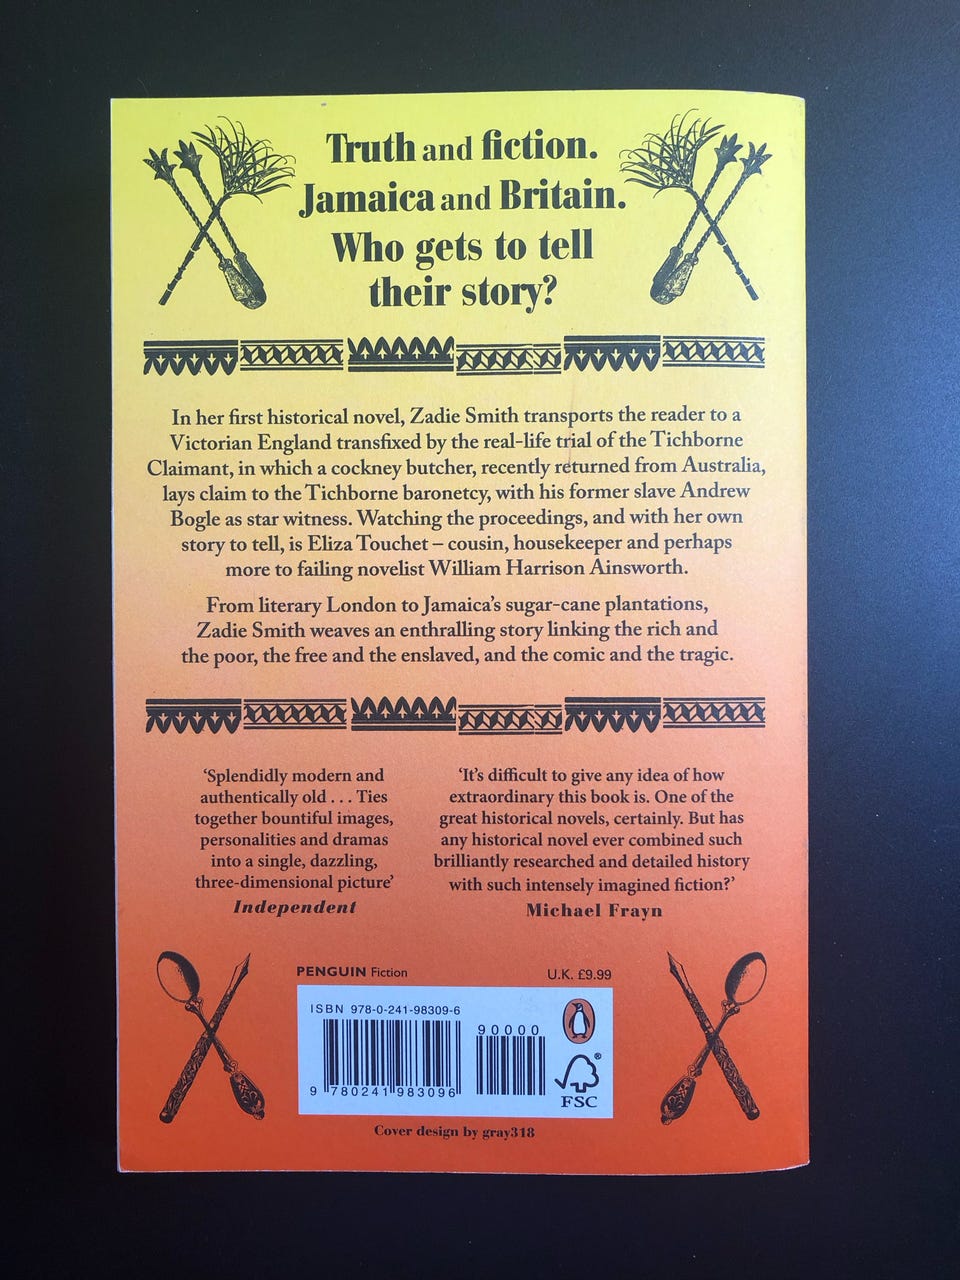 Truth and fiction.
Jamaica and Britain.
Who gets to tell
their story?
In her first historical novel, Zadie Smith transports the reader to a
Victorian England transfixed by the real-life trial of the Tichborne
Claimant, in which a cockney butcher, recently returned from Australia,
lays claim to the Tichborne baronetcy, with his former slave Andrew
Bogle as star witness. Watching the proceedings, and with her own
story to tell, is Eliza Touchet – cousin, housekeeper and perhaps
more to failing novelist William Harrison Ainsworth.
From literary London to Jamaica's sugar-cane plantations,
Zadie Smith weaves an enthralling story linking the rich and
the poor, the free and the enslaved, and the comic and the tragic.
‘Splendidly modern and
authentically old . . . Ties
together bountiful images,
personalities and dramas
into a single, dazzling,
three-dimensional picture’
Independent
‘It’s difficult to give any idea of how
extraordinary this book is. One of the
great historical novels, certainly. But has
any historical novel ever combined such
brilliantly researched and detailed history
with such intensely imagined fiction?’
Michael Frayn
PENGUIN Fiction
U.K. £9.99
ISBN 978-0-241-98309-6
90000
9 780241 983096
®
FSC
Cover design by gray318